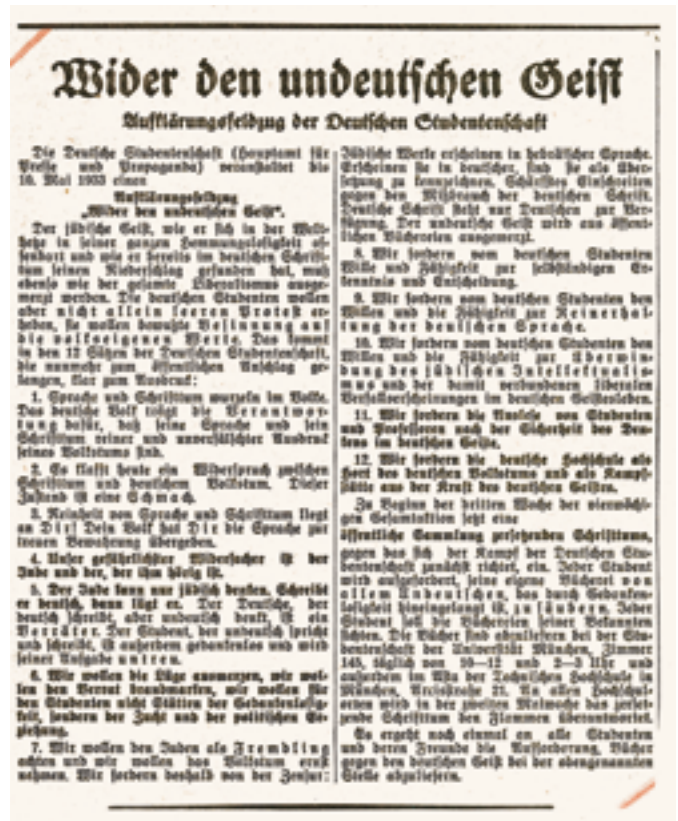 Wider den undeutschen Geist
Aufklärungsfeldzug der Deutschen Studentenschaft
Die Deutsche Studentenschaft (Hauptamt für
Presse und Propaganda) veranstaltet bis
10. Mai 1933 einen
Aufklärungsfeldzug
„Wider den undeutschen Geist".
Der jüdische Geist, wie er sich in der Welt-
hetze in seiner ganzen Hemmungslosigkeit of-
fenbart und wie er bereits im deutschen Schrift-
tum seinen Niederschlag gefunden hat, muß
ebenso wie der gesamte Liberalismus ausge-
merzt werden. Die deutschen Studenten wollen
aber nicht allein leeren Protest er-
heben, sie wollen bewußte Besinnung auf
die volkseigenen Werte. Das kommt
in den 12 Sätzen der Deutschen Studentenschaft,
die nunmehr zum öffentlichen Anschlag ge-
langen, klar zum Ausdruck:
1. Sprache und Schrifttum wurzeln im Volke.
Das deutsche Volk trägt die Verantwor-
tung dafür, daß seine Sprache und sein
Schrifttum reiner und unverfälschter Ausdruck
seines Volkstums sind.
2. Es klafft heute ein Widerspruch zwischen
Schrifttum und deutschem Volkstum. Dieser
Zustand ist eine Schmach.
3. Reinheit von Sprache und Schrifttum liegt
an Dir! Dein Volk hat Dir die Sprache zur
treuen Bewahrung übergeben.
4. Unser gefährlichster Widersacher ist der
Jude und der, der ihm hörig ist.
5. Der Jude kann nur jüdisch denken. Schreibt
er deutsch, dann lügt er. Der Deutsche, der
deutsch schreibt, aber undeutsch denkt, ist ein
Verräter. Der Student, der undeutsch spricht
und schreibt, ist außerdem gedankenlos und wird
seiner Aufgabe untreu.
6. Wir wollen die Lüge ausmerzen, wir wol-
len den Verrat brandmarken, wir wollen für
den Studenten nicht Stätten der Gedankenlosig-
keit, sondern der Zucht und der politischen Er-
ziehung.
7. Wir wollen den Juden als Fremdling
achten und wir wollen das Volkstum ernst
nehmen. Wir fordern deshalb von der Zensur:
Jüdische Werke erscheinen in hebräischer Sprache.
Erscheinen sie in deutscher, sind sie als Über-
setzung zu kennzeichnen. Schärfstes Einschreiten
gegen den Mißbrauch der deutschen Schrift.
Deutsche Schrift steht nur Deutschen zur Ver-
fügung. Der undeutsche Geist wird aus öffent-
lichen Büchereien ausgemerzt.
8. Wir fordern vom deutschen Studenten
Wille und Fähigkeit zur selbständigen Er-
kenntnis und Entscheidung.
9. Wir fordern vom deutschen Studenten den
Willen und die Fähigkeit zur Reinerhal-
tung der deutschen Sprache.
10. Wir fordern vom deutschen Studenten den
Willen und die Fähigkeit zur Überwin-
dung des jüdischen Intellektualis-
mus und der damit verbundenen liberalen
Verfallserscheinungen im deutschen Geistesleben.
11. Wir fordern die Auslese von Studenten
und Professoren nach der Sicherheit des Den-
kens im deutschen Geiste.
12. Wir fordern die deutsche Hochschule als
Hort des deutschen Volkstums und als Kampf-
stätte aus der Kraft des deutschen Geistes.
Zu Beginn der dritten Woche der vierwöchi-
gen Gesamtaktion setzt eine
öffentliche Sammlung zersetzenden Schrifttums,
gegen das sich der Kampf der Deutschen Stu-
dentenschaft zunächst richtet, ein. Jeder Student
wird aufgefordert, seine eigene Bücherei von
allem Undeutschen, das durch Gedanken-
losigkeit hineingelangt ist, zu säubern. Jeder
Student soll die Büchereien seiner Bekannten
sichten. Die Bücher sind abzuliefern bei der Stu-
dentenschaft der Universität München, Zimmer
145, täglich von 10–12 und 2–3 Uhr und
außerdem im Asta der Technischen Hochschule in
München, Arcisstraße 21. An allen Hochschul-
orten wird in der zweiten Maiwoche das zerset-
zende Schrifttum den Flammen überantwortet.
Es ergeht noch einmal an alle Studenten
und deren Freunde die Aufforderung, Bücher
gegen den deutschen Geist bei der obengenannten
Stelle abzuliefern.